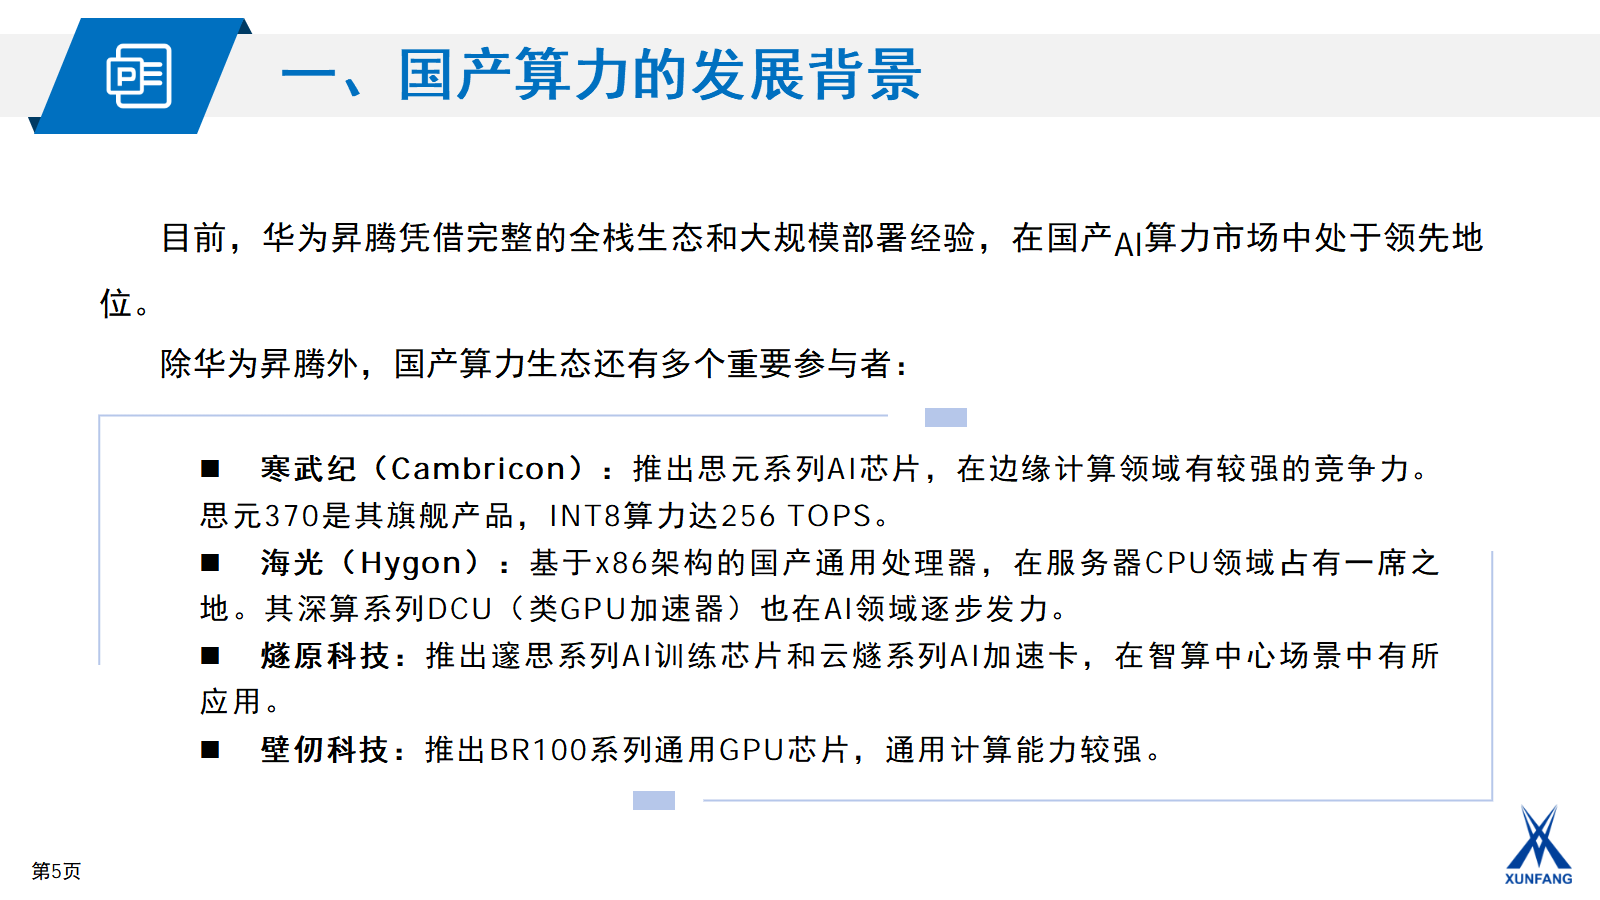 一、国产算力的发展背景
目前，华为昇腾凭借完整的全栈生态和大规模部署经验，在国产AI算力市场中处于领先地
位。
除华为昇腾外，国产算力生态还有多个重要参与者：
■ 寒武纪（Cambricon）：推出思元系列AI芯片，在边缘计算领域有较强的竞争力。
思元370是其旗舰产品，INT8算力达256 TOPS。
■ 海光（Hygon）：基于x86架构的国产通用处理器，在服务器CPU领域占有一席之
地。其深算系列DCU（类GPU加速器）也在AI领域逐步发力。
■ 燧原科技：推出邃思系列AI训练芯片和云燧系列AI加速卡，在智算中心场景中有所
应用。
■ 壁仞科技：推出BR100系列通用GPU芯片，通用计算能力较强。
第5页
XUNFANG